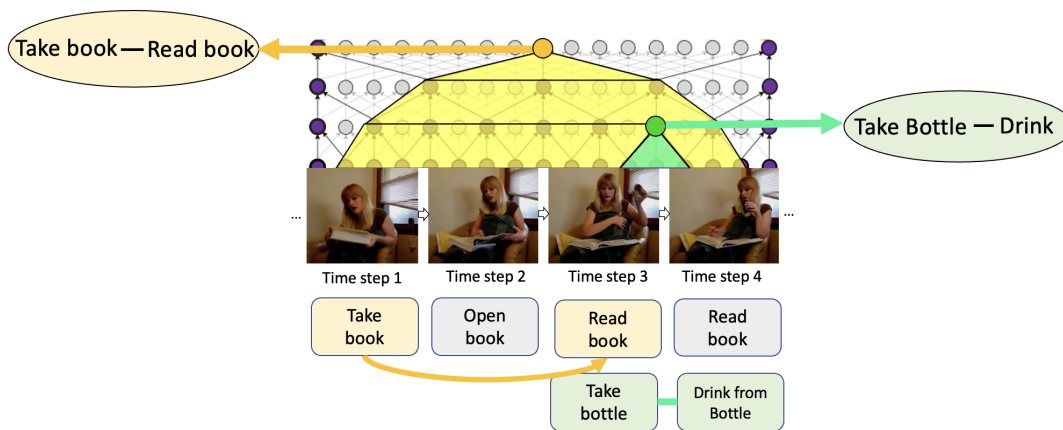 Take book — Read book
Take Bottle — Drink
...
...
Time step 1
Time step 2
Time step 3
Time step 4
Take
book
Open
book
Read
book
Read
book
Take
bottle
Drink from
Bottle